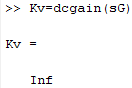 >> Kv=dcgain(sG)
Kv =
Inf